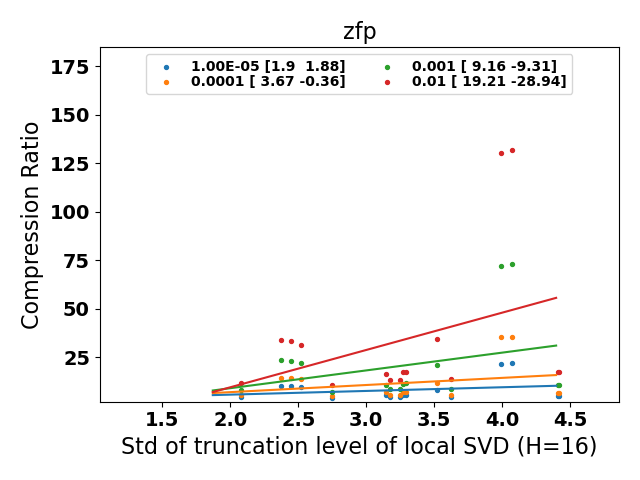 zfp
1.00E-05 [1.9  1.88]
0.0001 [ 3.67 -0.36]
0.001 [ 9.16 -9.31]
0.01 [ 19.21 -28.94]
Compression Ratio
175
150
125
100
75
50
25
1.5 2.0 2.5 3.0 3.5 4.0 4.5
Std of truncation level of local SVD (H=16)